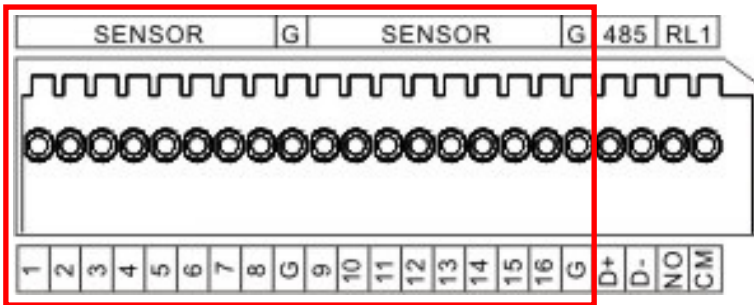 SENSOR G SENSOR G 485 RL1
1 2 3 4 5 6 7 8 G 9 10 11 12 13 14 15 16 G D+ D- NO CM